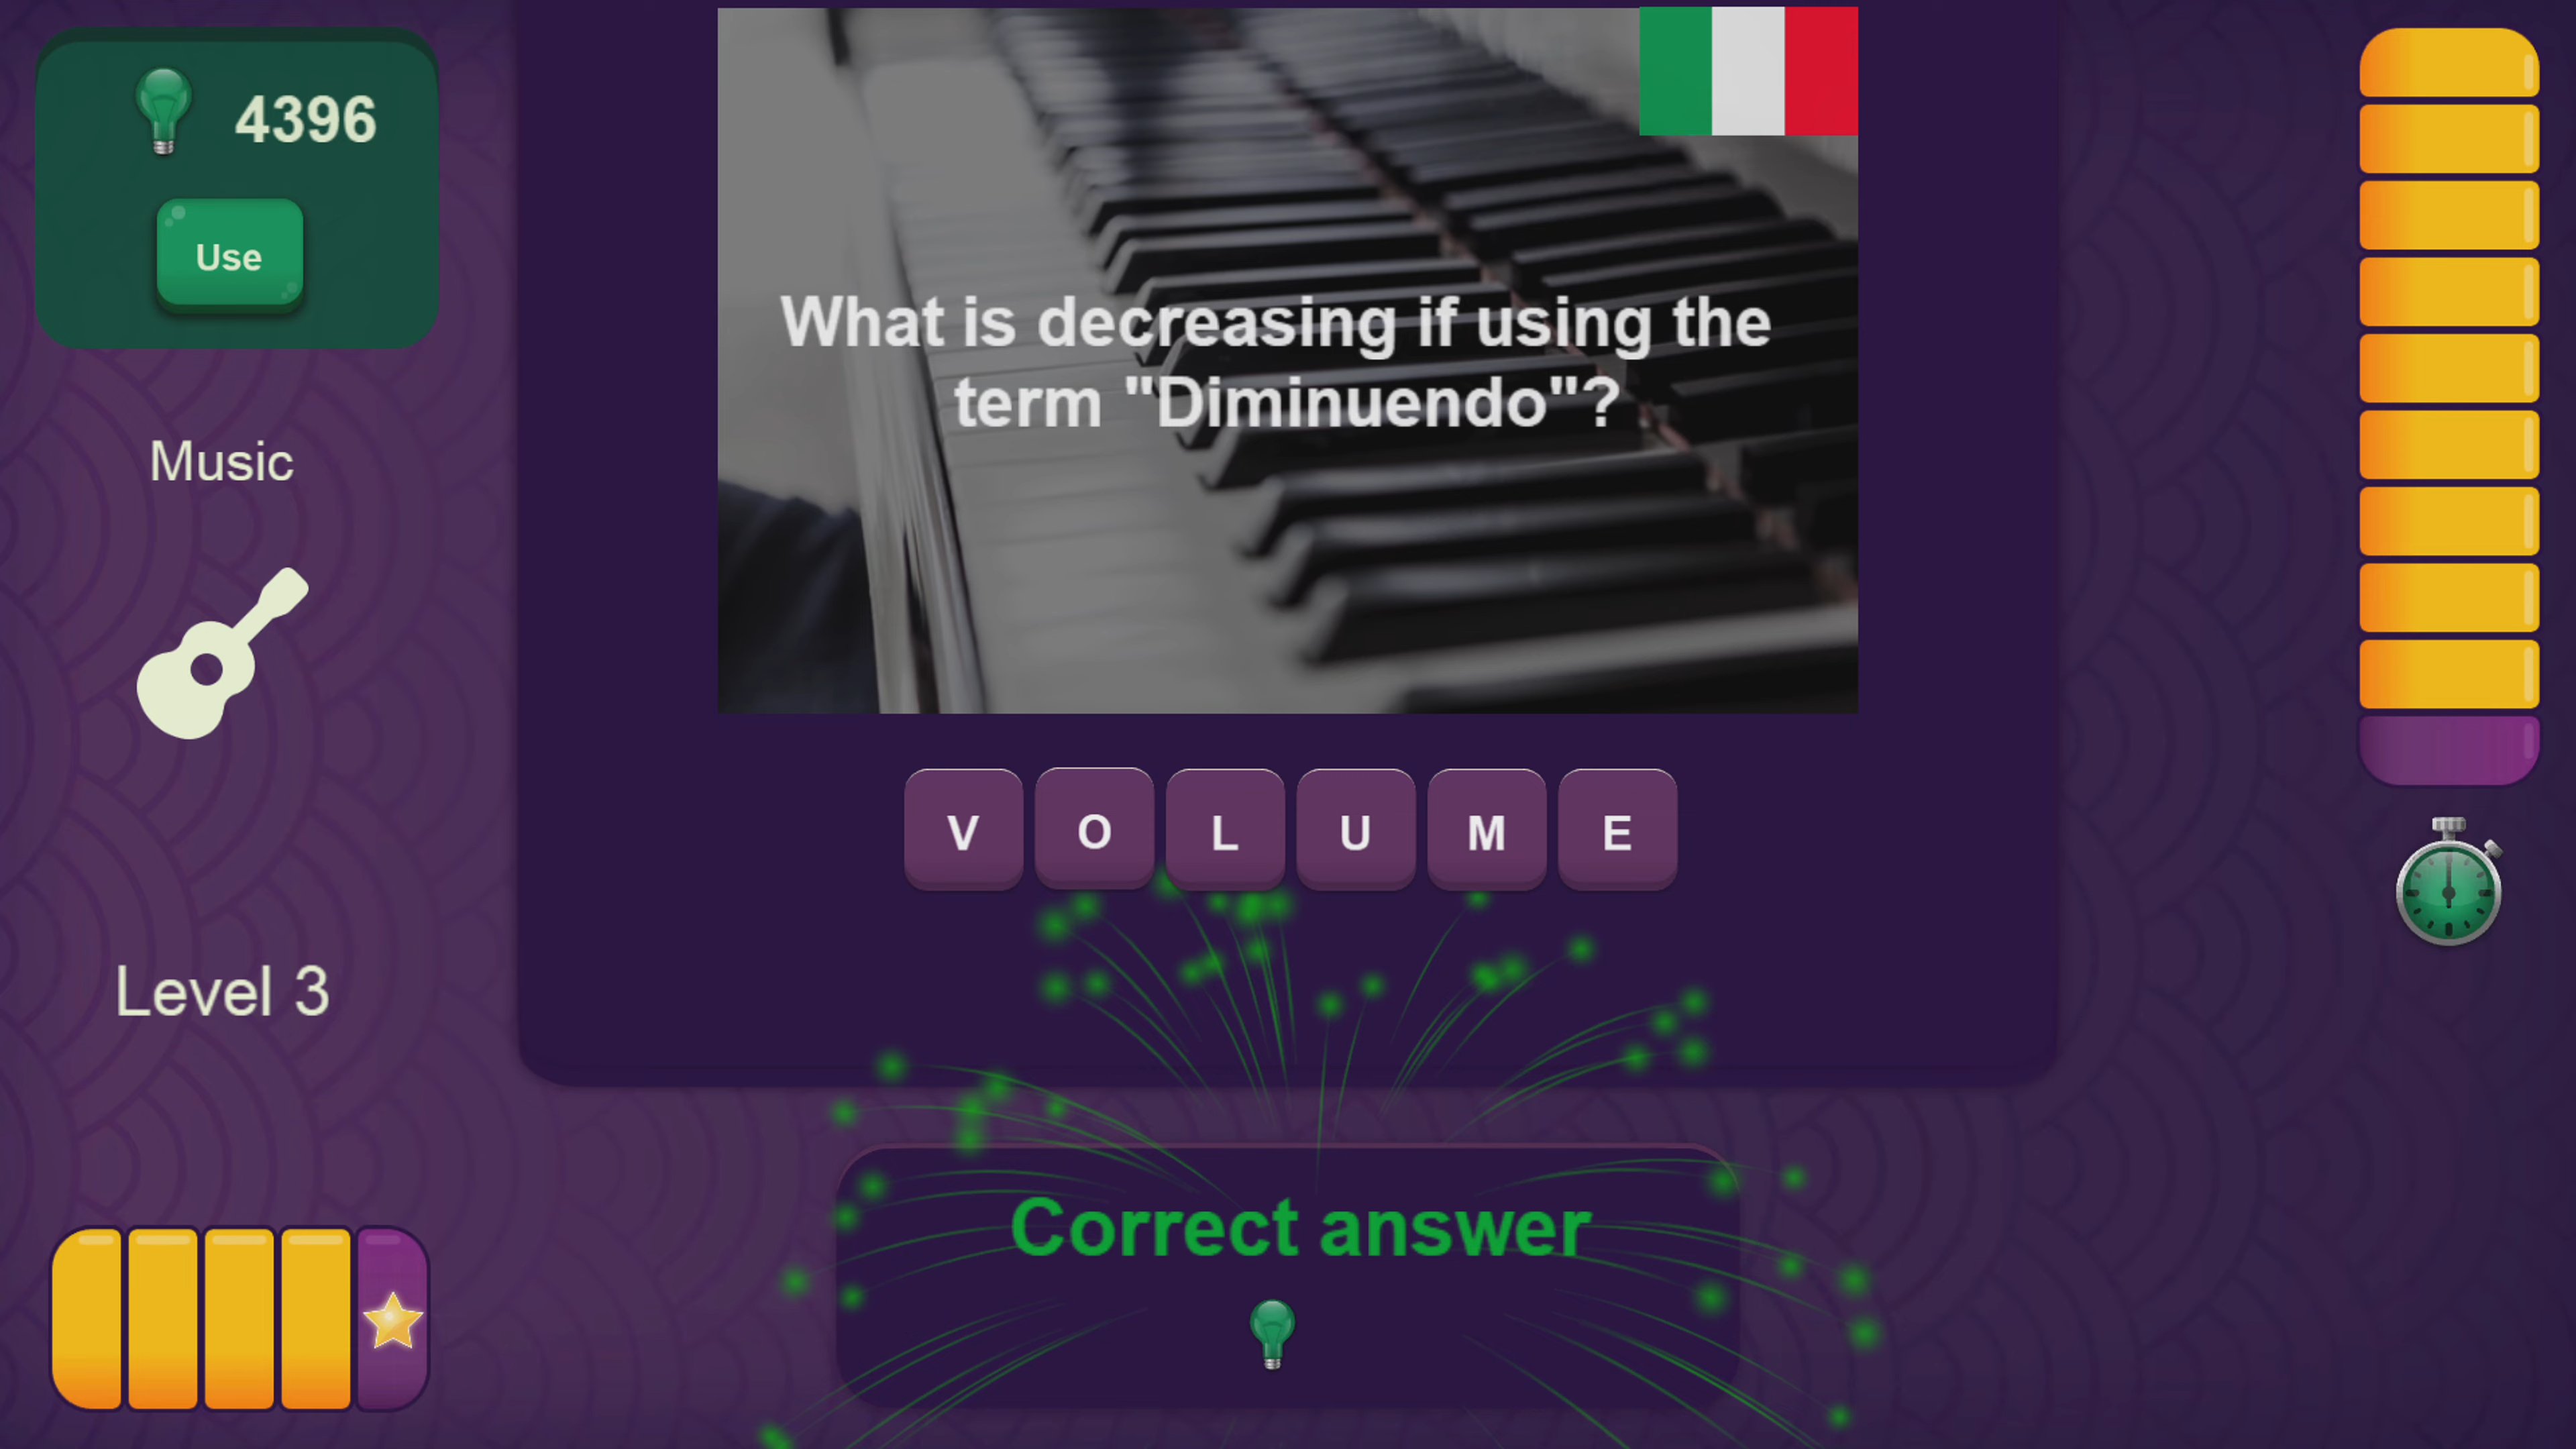 4396
Use
Music
Level 3
What is decreasing if using the
term "Diminuendo"?
V O L U M E
Correct answer